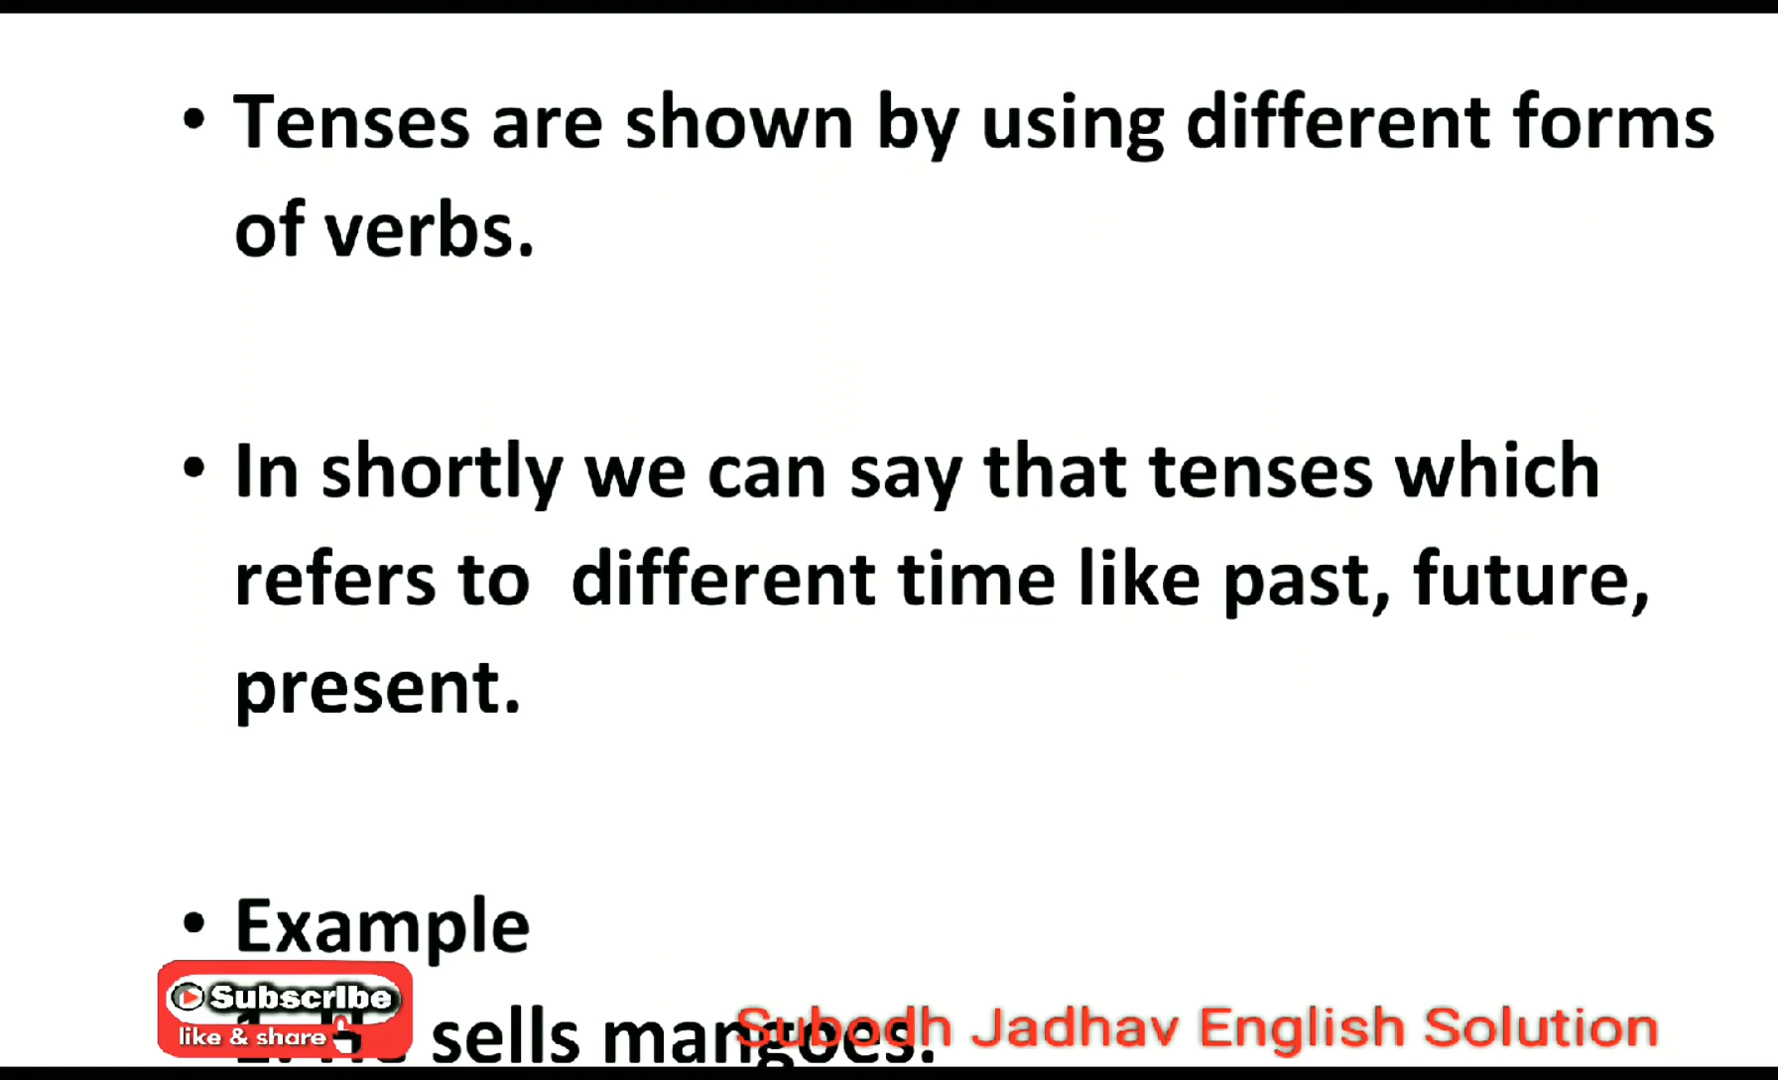 • Tenses are shown by using different forms
of verbs.
• In shortly we can say that tenses which
refers to different time like past, future,
present.
• Example
Subscribe
like & share
sells mangoes.
Subodh Jadhav English Solution